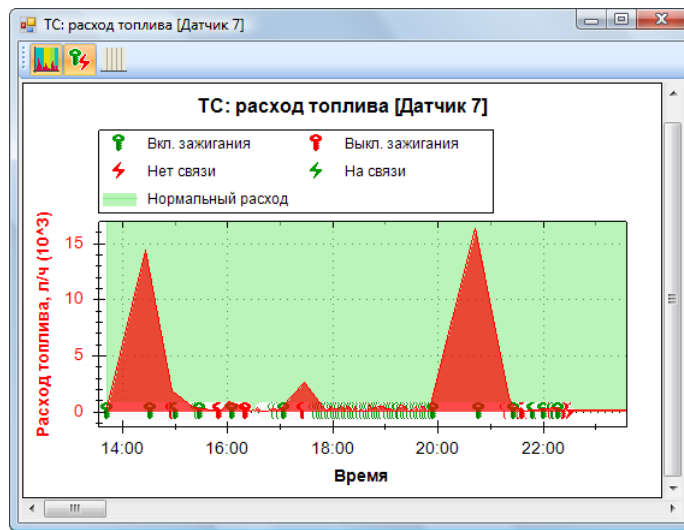 ТС: расход топлива [Датчик 7]
ТС: расход топлива [Датчик 7]
Вкл. зажигания
Выкл. зажигания
Нет связи
На связи
Нормальный расход
Расход топлива, л/ч (10^3)
15
10
5
0
14:00 16:00 18:00 20:00 22:00
Время